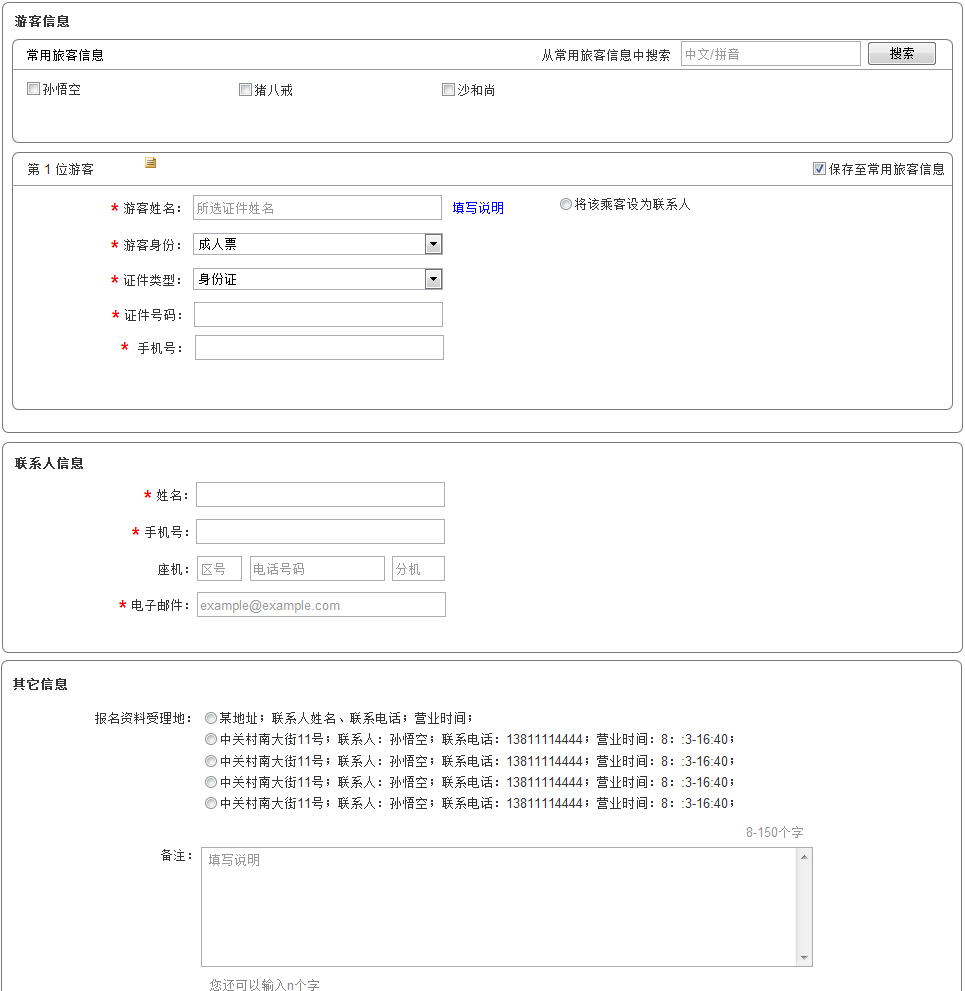 游客信息
常用旅客信息 从常用旅客信息中搜索 中文/拼音 搜索
孙悟空 猪八戒 沙和尚
第 1 位游客 保存至常用旅客信息
* 游客姓名： 所选证件姓名 填写说明 将该乘客设为联系人
* 游客身份： 成人票
* 证件类型： 身份证
* 证件号码：
* 手机号：
联系人信息
* 姓名：
* 手机号：
座机： 区号 电话号码 分机
* 电子邮件： example@example.com
其它信息
报名资料受理地： 某地址；联系人姓名、联系电话；营业时间；
中关村南大街11号；联系人：孙悟空；联系电话：13811114444；营业时间：8：:3-16:40；
中关村南大街11号；联系人：孙悟空；联系电话：13811114444；营业时间：8：:3-16:40；
中关村南大街11号；联系人：孙悟空；联系电话：13811114444；营业时间：8：:3-16:40；
中关村南大街11号；联系人：孙悟空；联系电话：13811114444；营业时间：8：:3-16:40；
8-150个字
备注： 填写说明
您还可以输入n个字